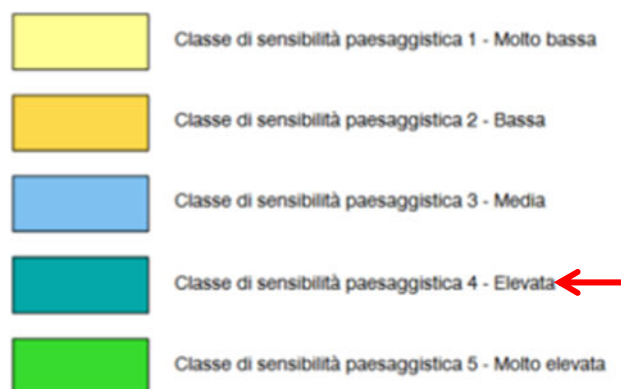 Classe di sensibilità paesaggistica 1 - Molto bassa
Classe di sensibilità paesaggistica 2 - Bassa
Classe di sensibilità paesaggistica 3 - Media
Classe di sensibilità paesaggistica 4 - Elevata
Classe di sensibilità paesaggistica 5 - Molto elevata